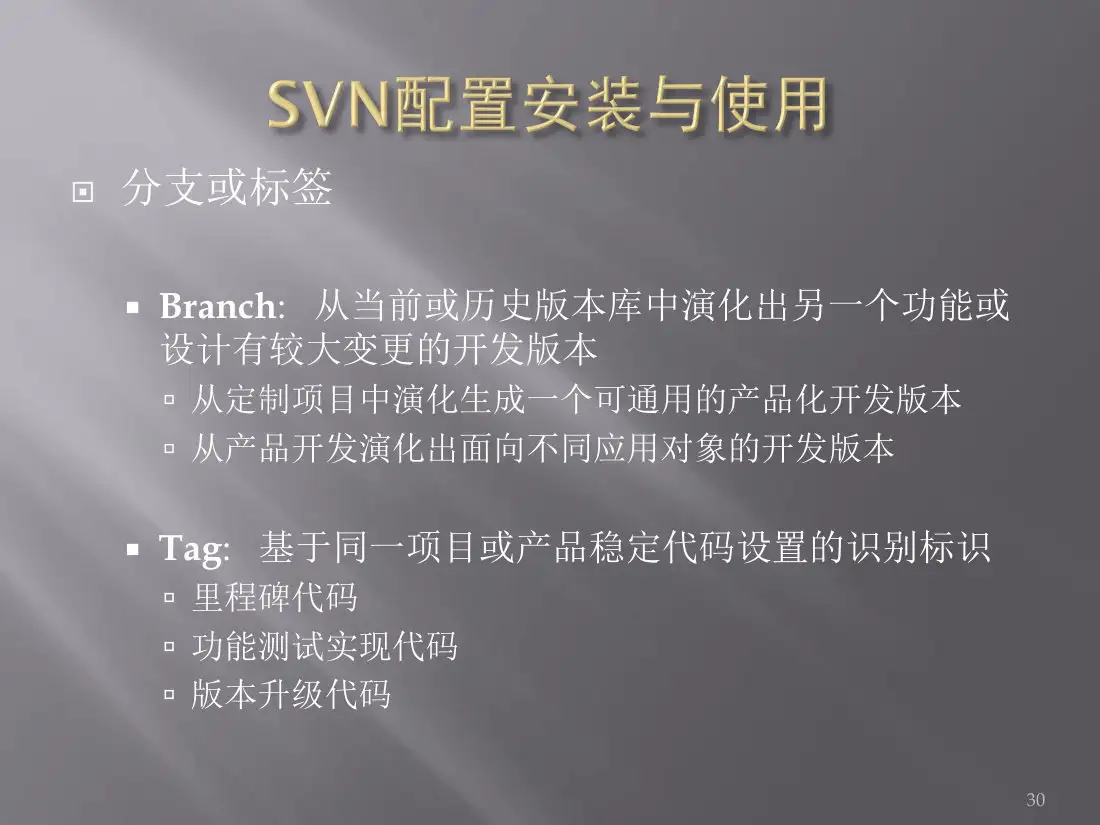 SVN配置安装与使用
分支或标签
Branch: 从当前或历史版本库中演化出另一个功能或
设计有较大变更的开发版本
从定制项目中演化生成一个可通用的产品化开发版本
从产品开发演化出面向不同应用对象的开发版本
Tag: 基于同一项目或产品稳定代码设置的识别标识
里程碑代码
功能测试实现代码
版本升级代码
30